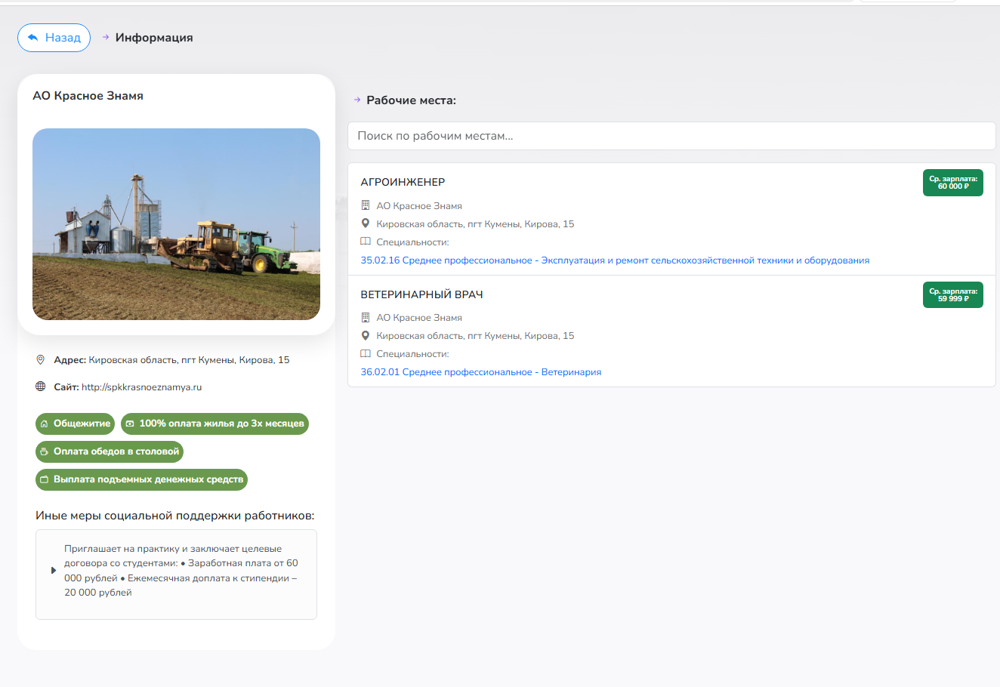 Назад
Информация
АО Красное Знамя
Адрес: Кировская область, пгт Кумены, Кирова, 15
Сайт: http://spkkrasnoeznamya.ru
Общежитие
100% оплата жилья до 3х месяцев
Оплата обедов в столовой
Выплата подъемных денежных средств
Иные меры социальной поддержки работников:
Приглашает на практику и заключает целевые
договора со студентами: • Заработная плата от 60
000 рублей • Ежемесячная доплата к стипендии –
20 000 рублей
Рабочие места:
Поиск по рабочим местам...
АГРОИНЖЕНЕР
Ср. зарплата:
60 000 ₽
АО Красное Знамя
Кировская область, пгт Кумены, Кирова, 15
Специальности:
35.02.16 Среднее профессиональное - Эксплуатация и ремонт сельскохозяйственной техники и оборудования
ВЕТЕРИНАРНЫЙ ВРАЧ
Ср. зарплата:
59 999 ₽
АО Красное Знамя
Кировская область, пгт Кумены, Кирова, 15
Специальности:
36.02.01 Среднее профессиональное - Ветеринария